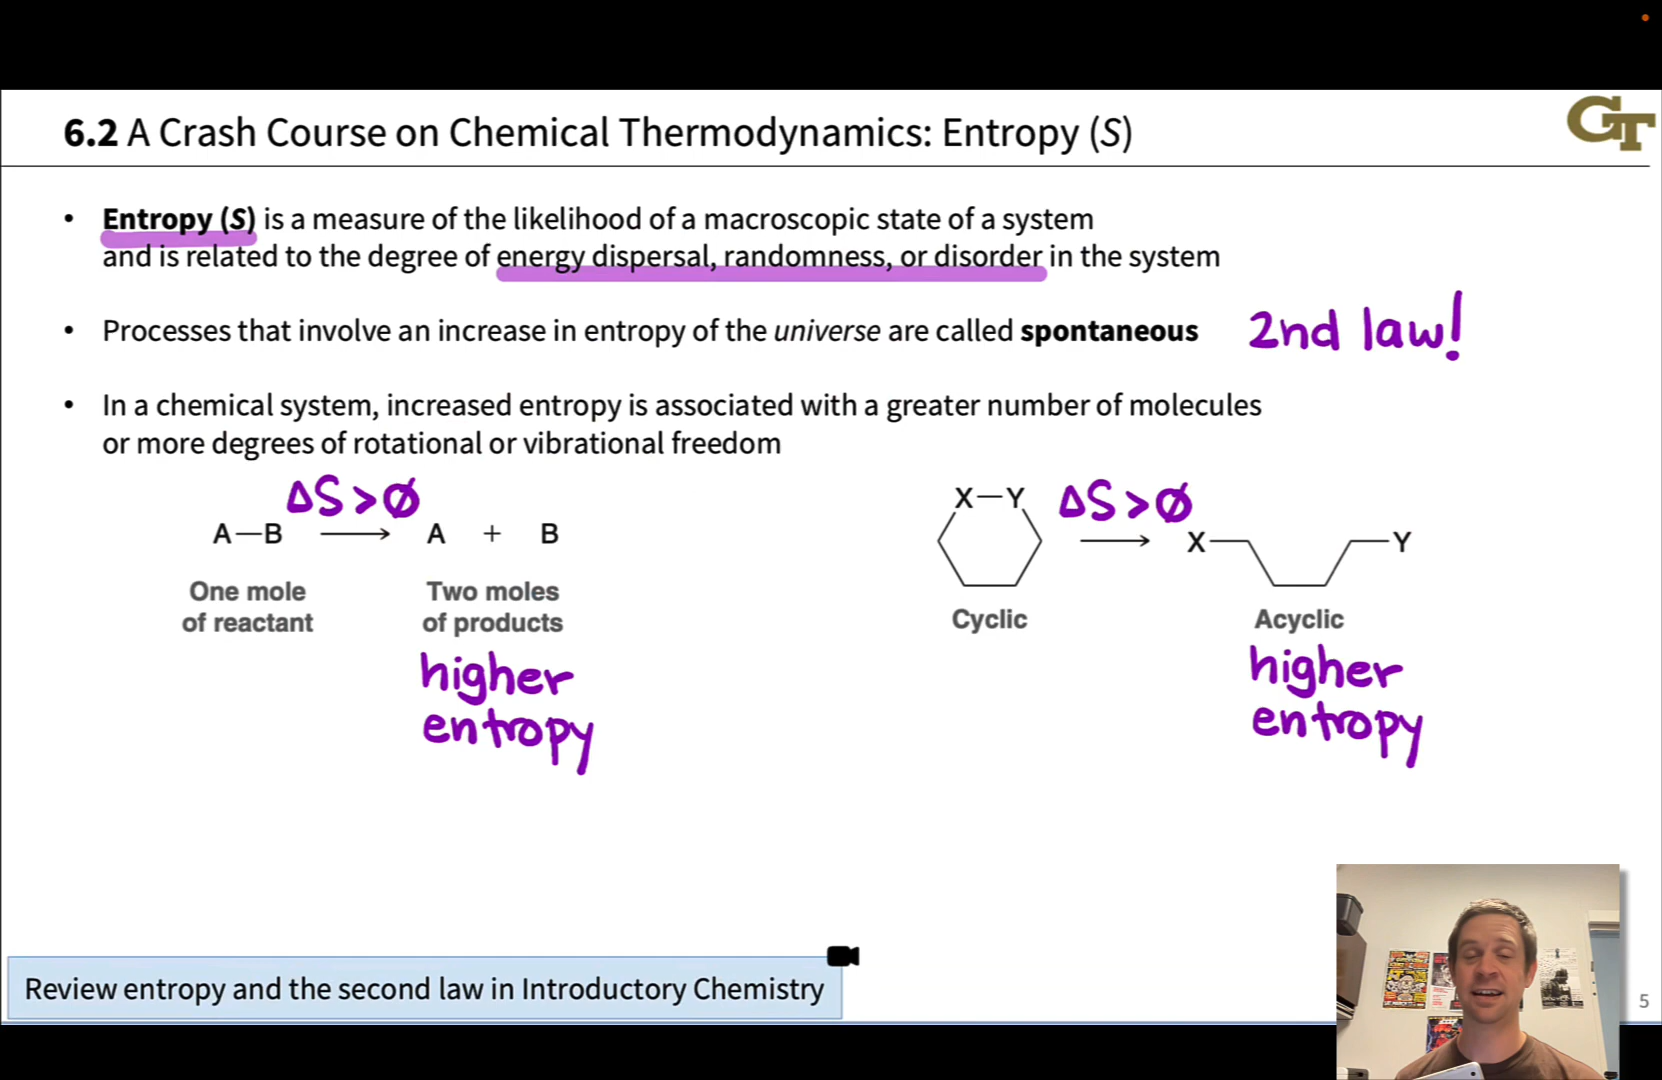 6.2 A Crash Course on Chemical Thermodynamics: Entropy (S)
GT
• Entropy (S) is a measure of the likelihood of a macroscopic state of a system
and is related to the degree of energy dispersal, randomness, or disorder in the system
• Processes that involve an increase in entropy of the universe are called spontaneous
2nd law!
• In a chemical system, increased entropy is associated with a greater number of molecules
or more degrees of rotational or vibrational freedom
ΔS > Ø
A—B → A + B
One mole
of reactant
Two moles
of products
higher
entropy
X—Y
ΔS > Ø
X
Y
Cyclic
Acyclic
higher
entropy
Review entropy and the second law in Introductory Chemistry
5